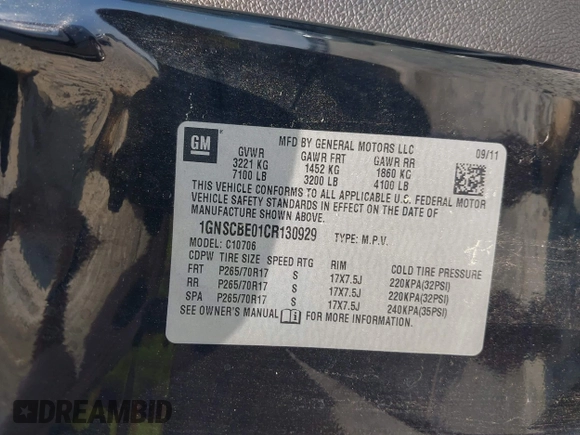 GM
MFD BY GENERAL MOTORS LLC
09/11
GVWR GAWR FRT GAWR RR
3221 KG 1452 KG 1860 KG
7100 LB 3200 LB 4100 LB
THIS VEHICLE CONFORMS TO ALL APPLICABLE U.S. FEDERAL MOTOR
VEHICLE SAFETY STANDARDS IN EFFECT ON THE DATE OF
MANUFACTURE SHOWN ABOVE.
1GNSCBE01CR130929 TYPE: M.P.V.
MODEL: C10706
CDPW TIRE SIZE SPEED RTG RIM COLD TIRE PRESSURE
FRT P265/70R17 S 17X7.5J 220KPA(32PSI)
RR P265/70R17 S 17X7.5J 220KPA(32PSI)
SPA P265/70R17 S 17X7.5J 240KPA(35PSI)
SEE OWNER'S MANUAL FOR MORE INFORMATION.
DREAMBID